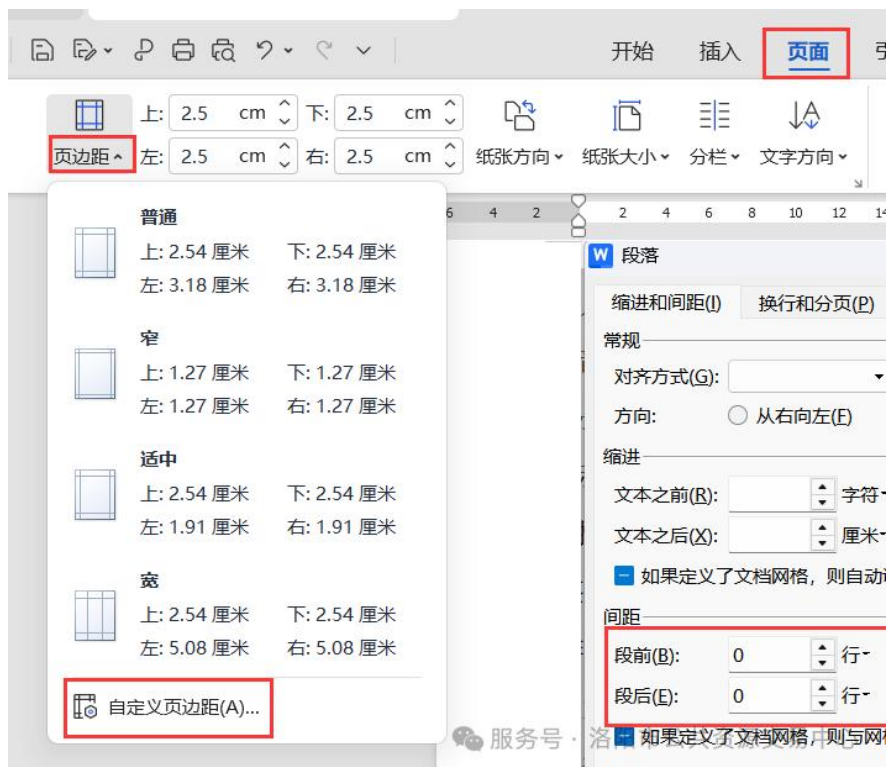 开始 插入 页面 引
上: 2.5 cm 下: 2.5 cm
页边距 左: 2.5 cm 右: 2.5 cm 纸张方向 纸张大小 分栏 文字方向
普通
上: 2.54 厘米 下: 2.54 厘米
左: 3.18 厘米 右: 3.18 厘米
窄
上: 1.27 厘米 下: 1.27 厘米
左: 1.27 厘米 右: 1.27 厘米
适中
上: 2.54 厘米 下: 2.54 厘米
左: 1.91 厘米 右: 1.91 厘米
宽
上: 2.54 厘米 下: 2.54 厘米
左: 5.08 厘米 右: 5.08 厘米
自定义页边距(A)...
6 4 2 2 4 6 8 10 12 14
W 段落
缩进和间距(I) 换行和分页(P)
常规
对齐方式(G):
方向: 从右向左(F)
缩进
文本之前(R): 字符
文本之后(X): 厘米
如果定义了文档网格，则自动
间距
段前(B): 0 行
段后(E): 0 行
如果定义了文档网格，则与网
服务号 · 洛